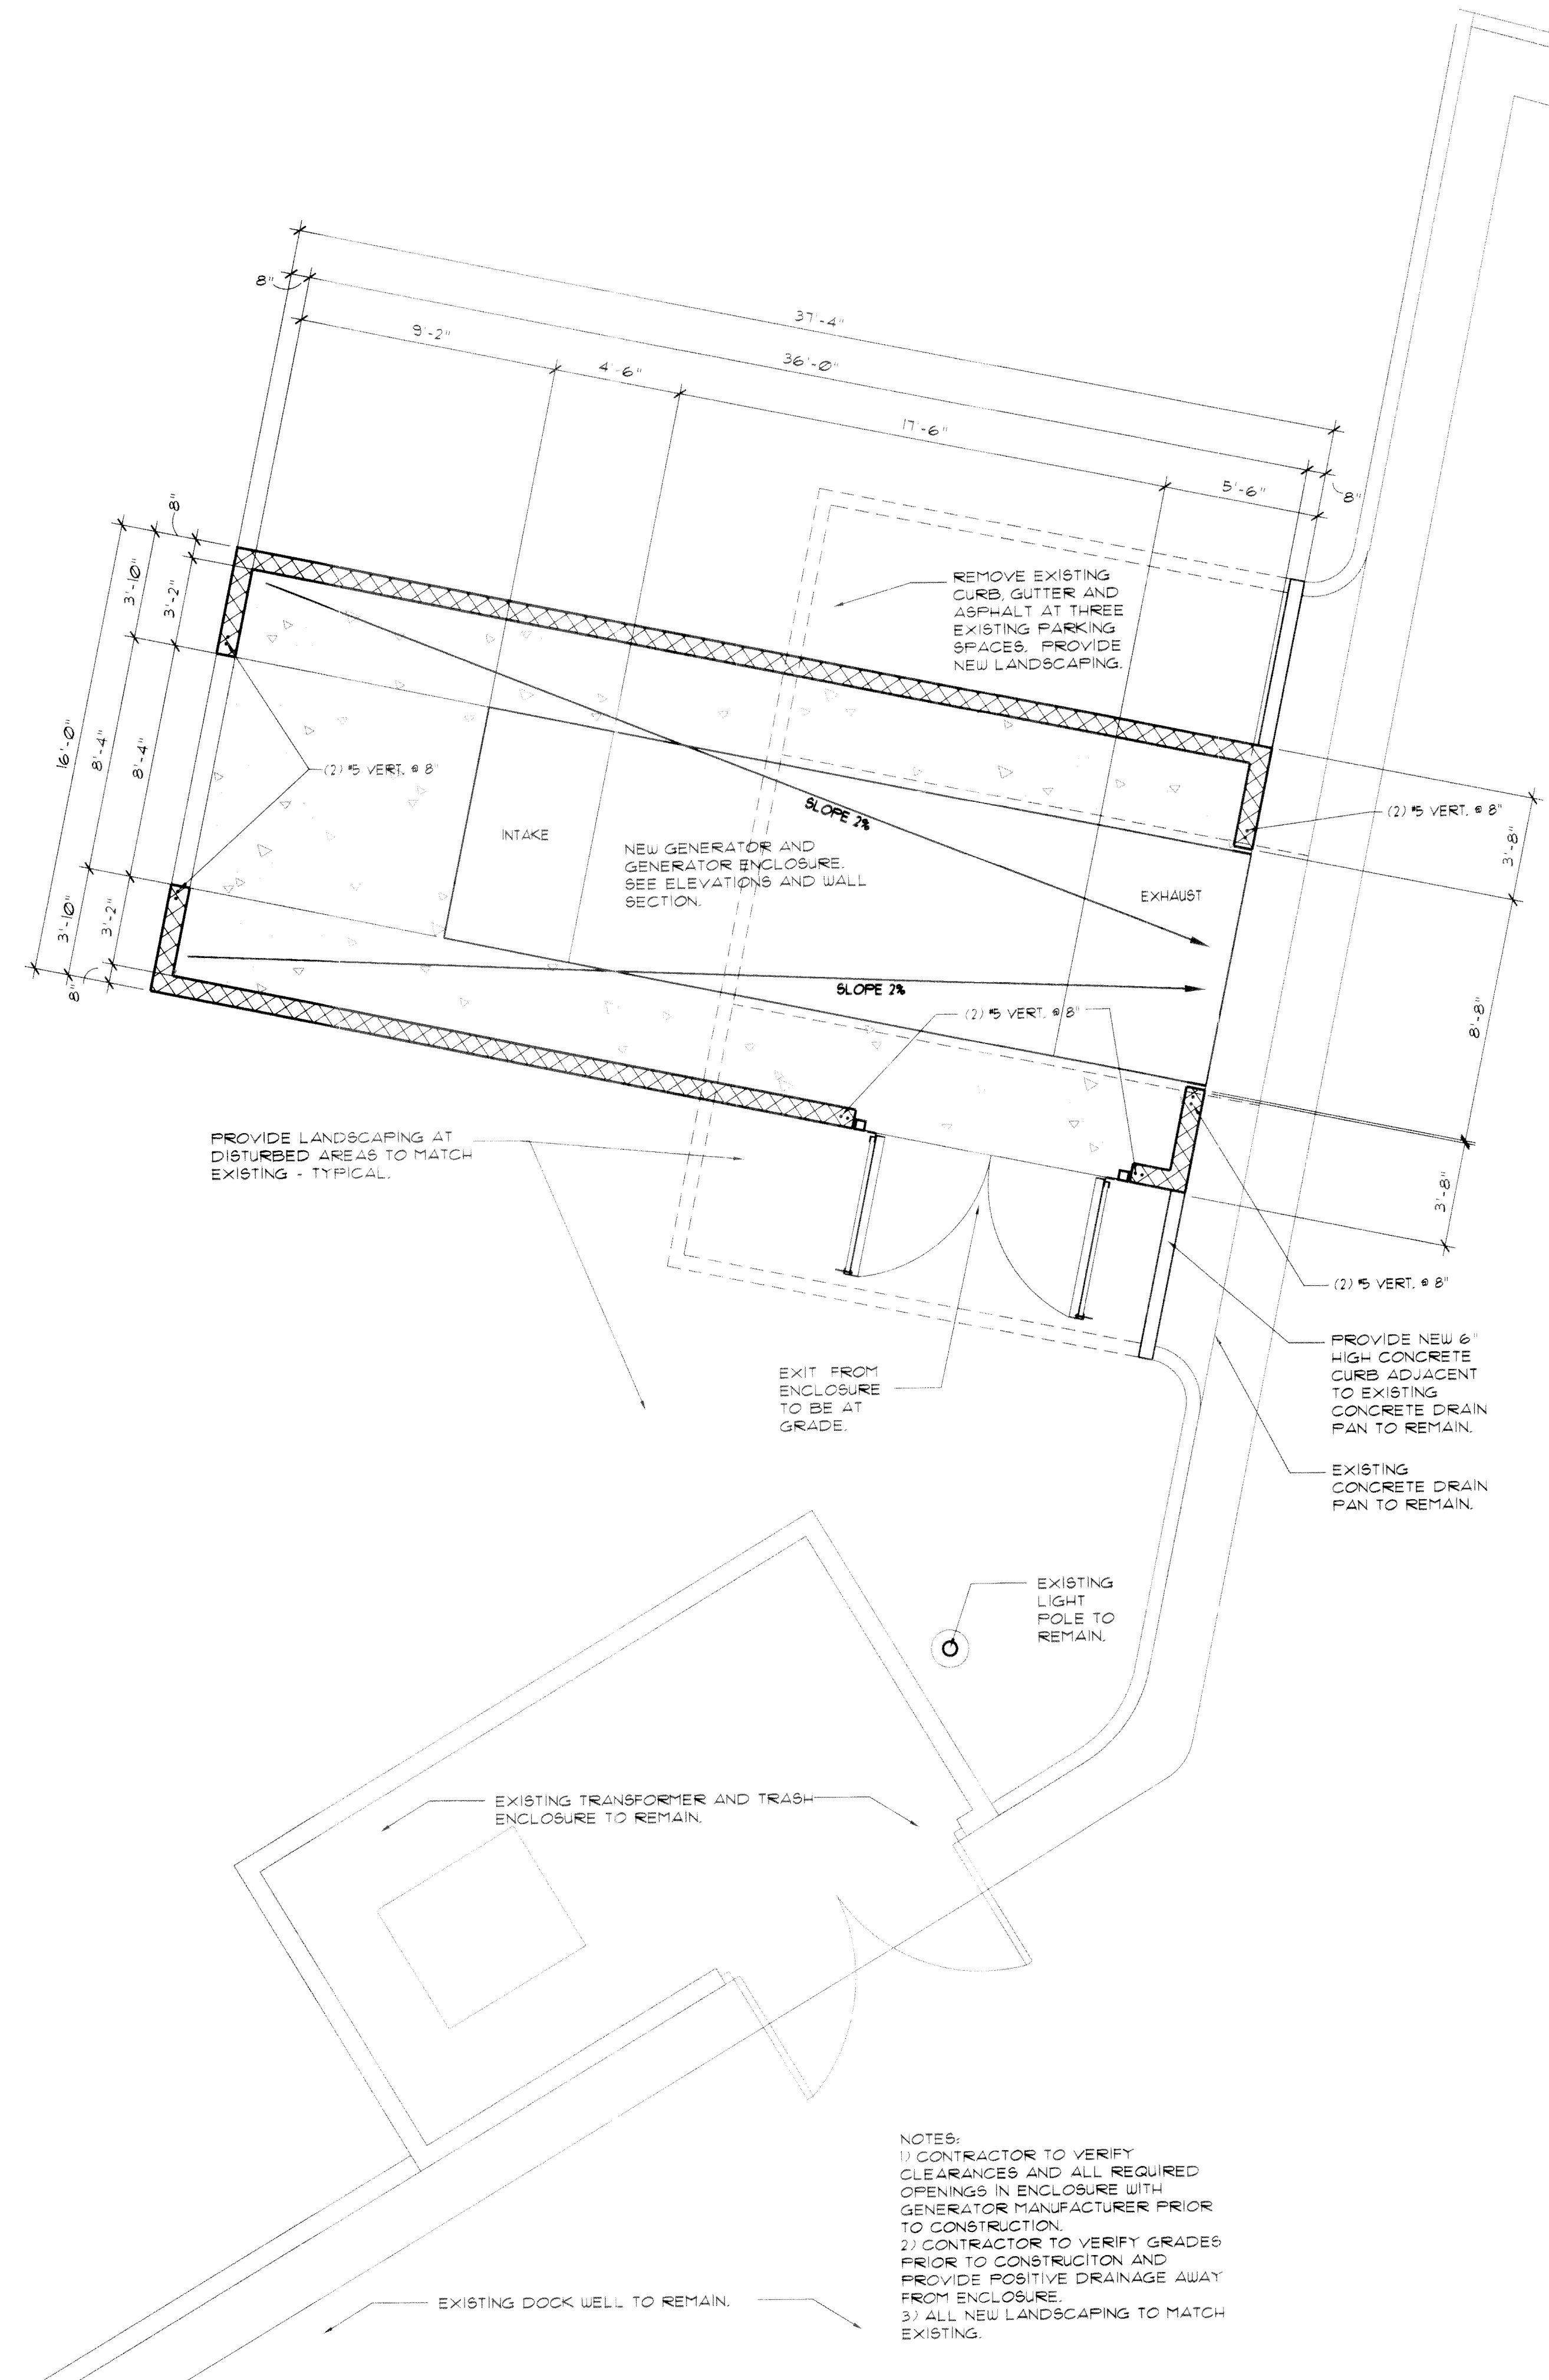 37'-4"
8"
36'-0"
9'-2"
4'-6"
17'-6"
5'-6"
8"
8"
3'-10"
3'-2"
16'-0"
8'-4"
8'-4"
3'-10"
3'-2"
8"
REMOVE EXISTING
CURB, GUTTER AND
ASPHALT AT THREE
EXISTING PARKING
SPACES. PROVIDE
NEW LANDSCAPING.
(2) #5 VERT. @ 8"
SLOPE 2%
INTAKE
NEW GENERATOR AND
GENERATOR ENCLOSURE.
SEE ELEVATIONS AND WALL
SECTION.
EXHAUST
(2) #5 VERT. @ 8"
3'-8"
SLOPE 2%
(2) #5 VERT. @ 8"
8'-8"
3'-8"
PROVIDE LANDSCAPING AT
DISTURBED AREAS TO MATCH
EXISTING - TYPICAL.
(2) #5 VERT. @ 8"
EXIT FROM
ENCLOSURE
TO BE AT
GRADE.
PROVIDE NEW 6"
HIGH CONCRETE
CURB ADJACENT
TO EXISTING
CONCRETE DRAIN
PAN TO REMAIN.
EXISTING
CONCRETE DRAIN
PAN TO REMAIN.
EXISTING
LIGHT
POLE TO
REMAIN.
EXISTING TRANSFORMER AND TRASH
ENCLOSURE TO REMAIN.
NOTES:
1) CONTRACTOR TO VERIFY
CLEARANCES AND ALL REQUIRED
OPENINGS IN ENCLOSURE WITH
GENERATOR MANUFACTURER PRIOR
TO CONSTRUCTION.
2) CONTRACTOR TO VERIFY GRADES
PRIOR TO CONSTRUCITON AND
PROVIDE POSITIVE DRAINAGE AWAY
FROM ENCLOSURE.
3) ALL NEW LANDSCAPING TO MATCH
EXISTING.
EXISTING DOCK WELL TO REMAIN.